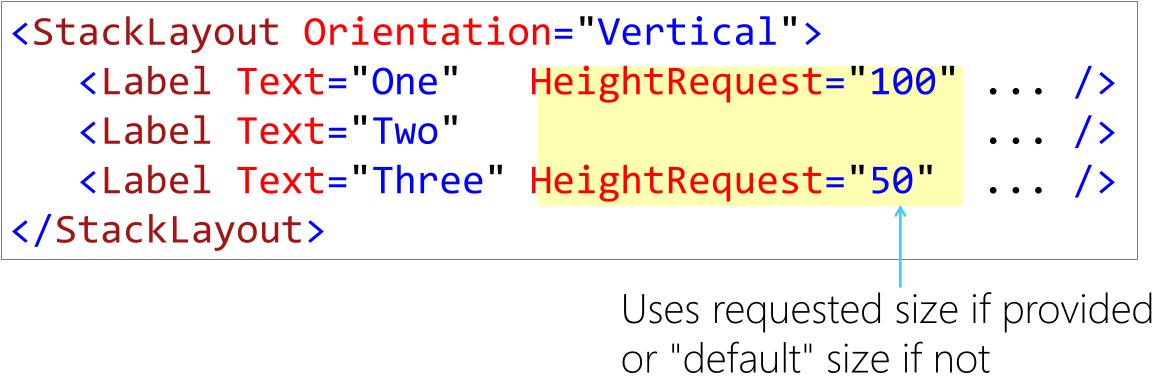 <StackLayout Orientation="Vertical">
   <Label Text="One"   HeightRequest="100" ... />
   <Label Text="Two"                       ... />
   <Label Text="Three" HeightRequest="50"  ... />
</StackLayout>
Uses requested size if provided
or "default" size if not